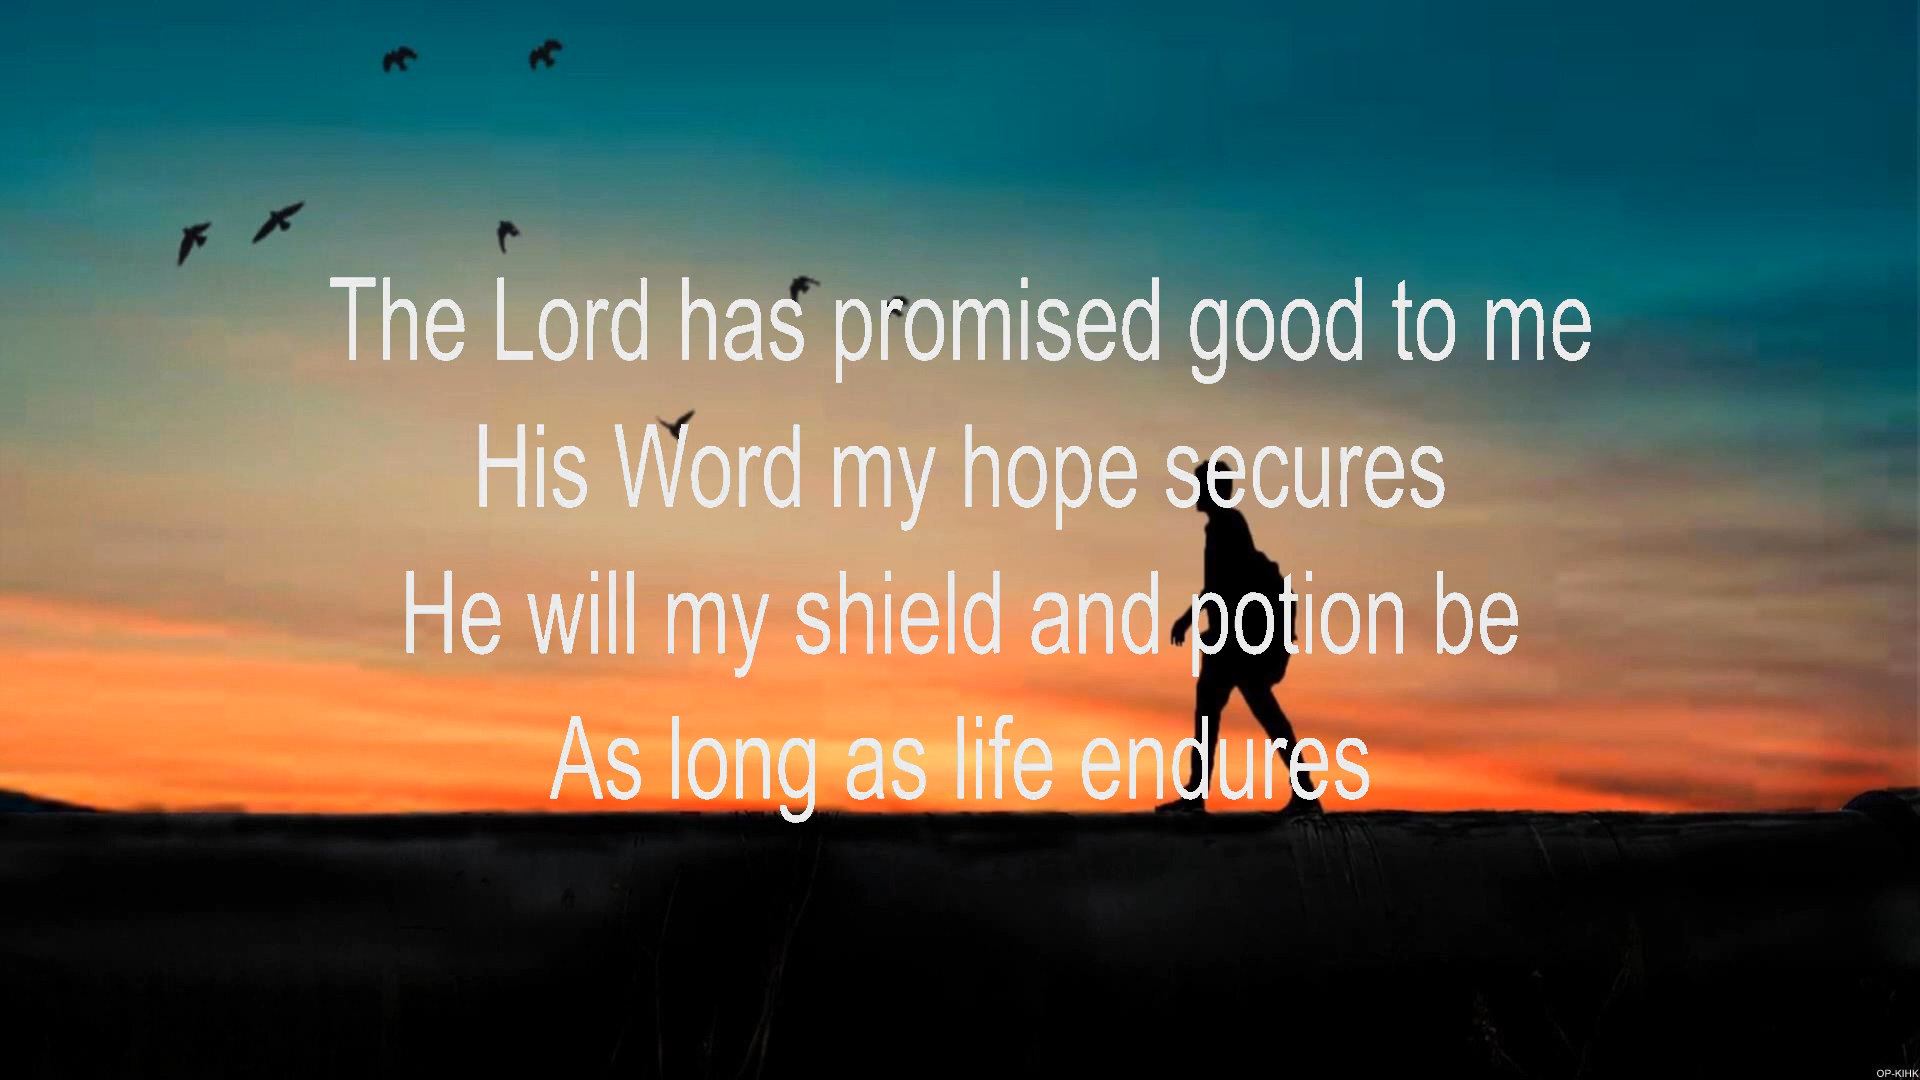 The Lord has promised good to me
His Word my hope secures
He will my shield and potion be
As long as life endures
OP-KIHK